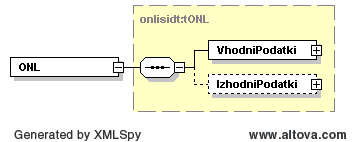 onlisidt:tONL
VhodniPodatki
ONL
IzhodniPodatki
Generated by XMLSpy
www.altova.com